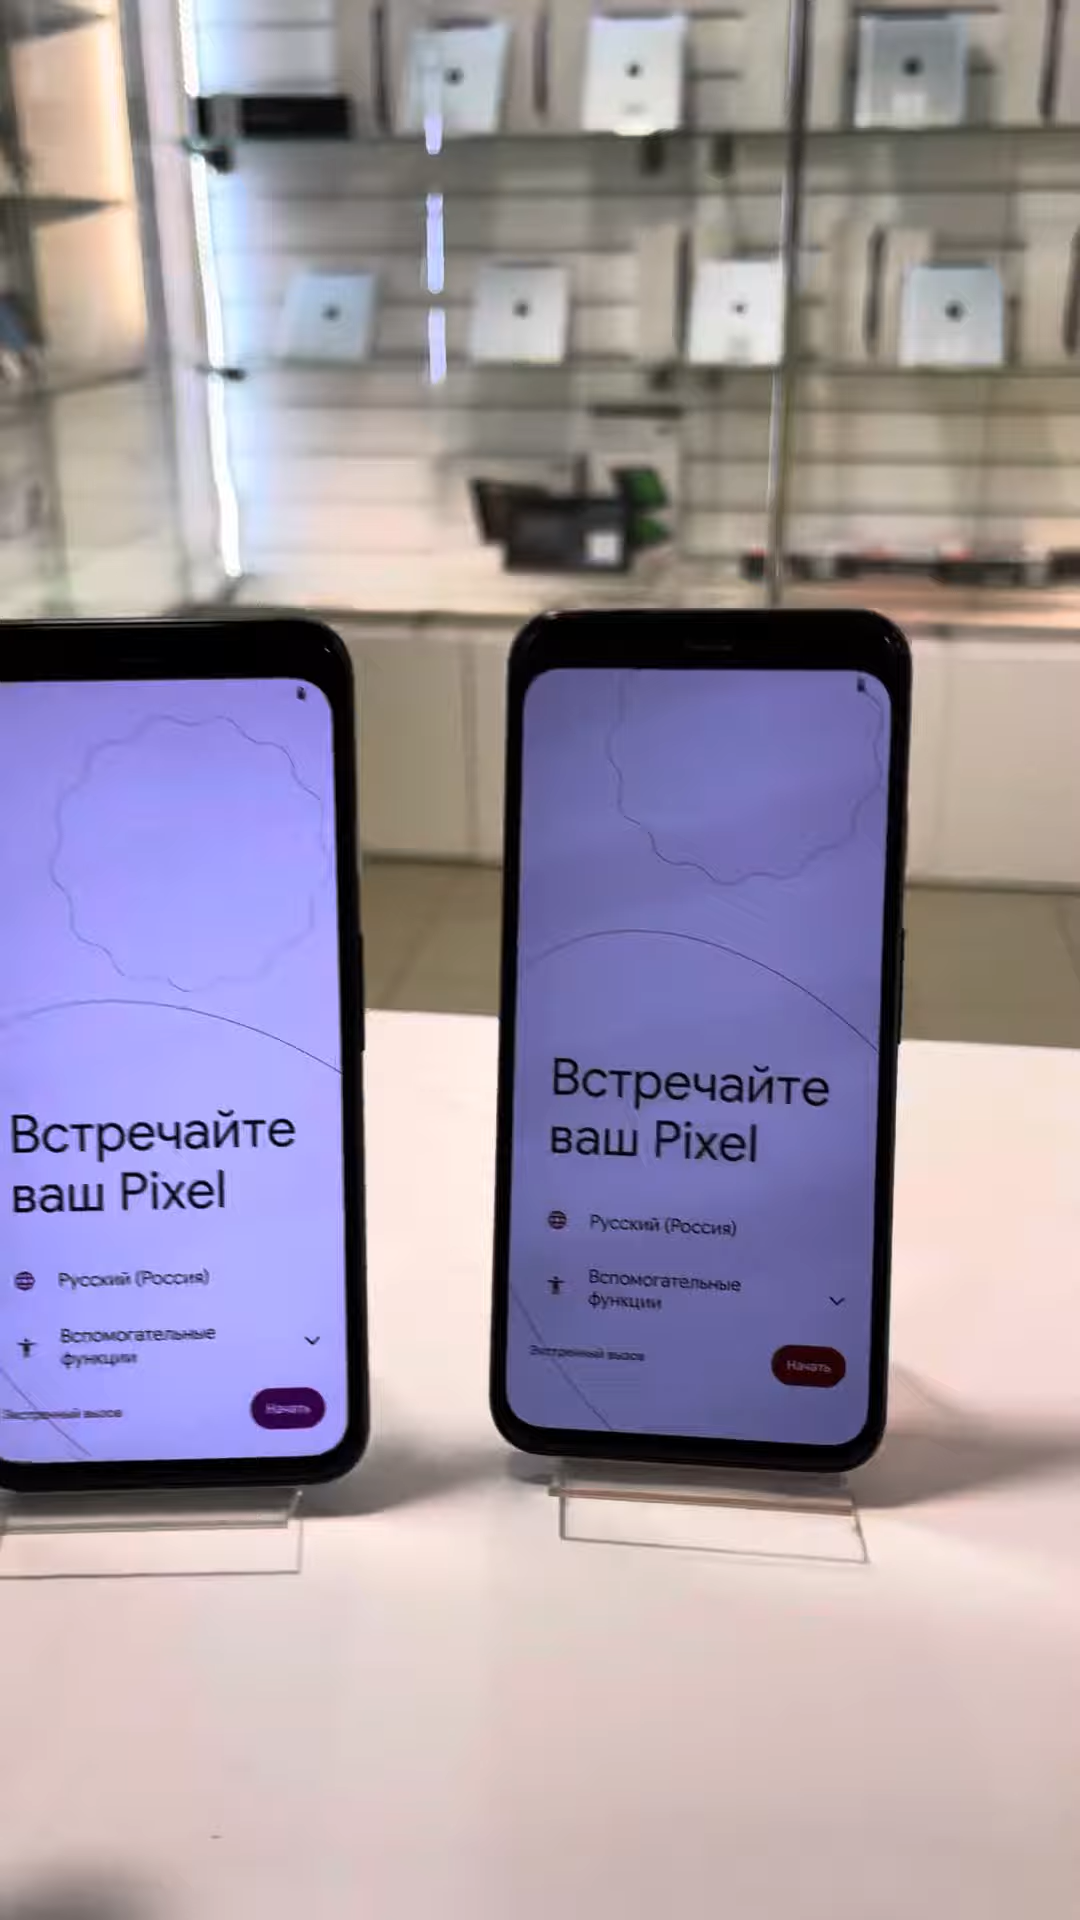 Встречайте
ваш Pixel
Русский (Россия)
Вспомогательные
функции
Экстренный вызов
Начать
Встречайте
ваш Pixel
Русский (Россия)
Вспомогательные
функции
Экстренный вызов
Начать